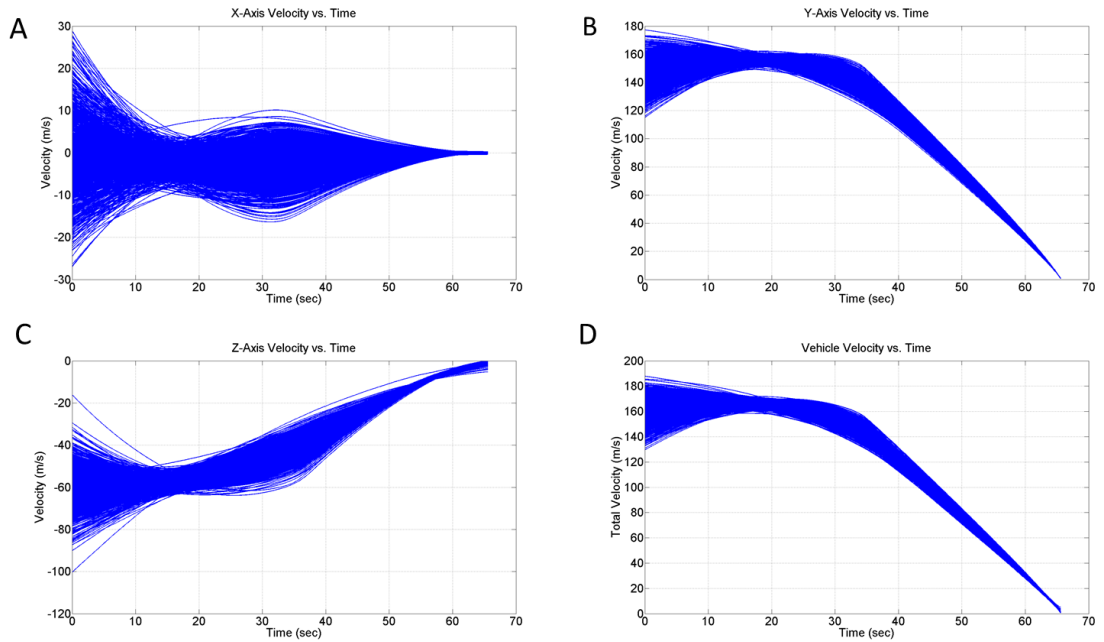 A
X-Axis Velocity vs. Time
Velocity (m/s)
30
20
10
0
-10
-20
-30
0 10 20 30 40 50 60 70
Time (sec)
B
Y-Axis Velocity vs. Time
Velocity (m/s)
180
160
140
120
100
80
60
40
20
0
0 10 20 30 40 50 60 70
Time (sec)
C
Z-Axis Velocity vs. Time
Velocity (m/s)
0
-20
-40
-60
-80
-100
-120
0 10 20 30 40 50 60 70
Time (sec)
D
Vehicle Velocity vs. Time
Total Velocity (m/s)
200
180
160
140
120
100
80
60
40
20
0
0 10 20 30 40 50 60 70
Time (sec)